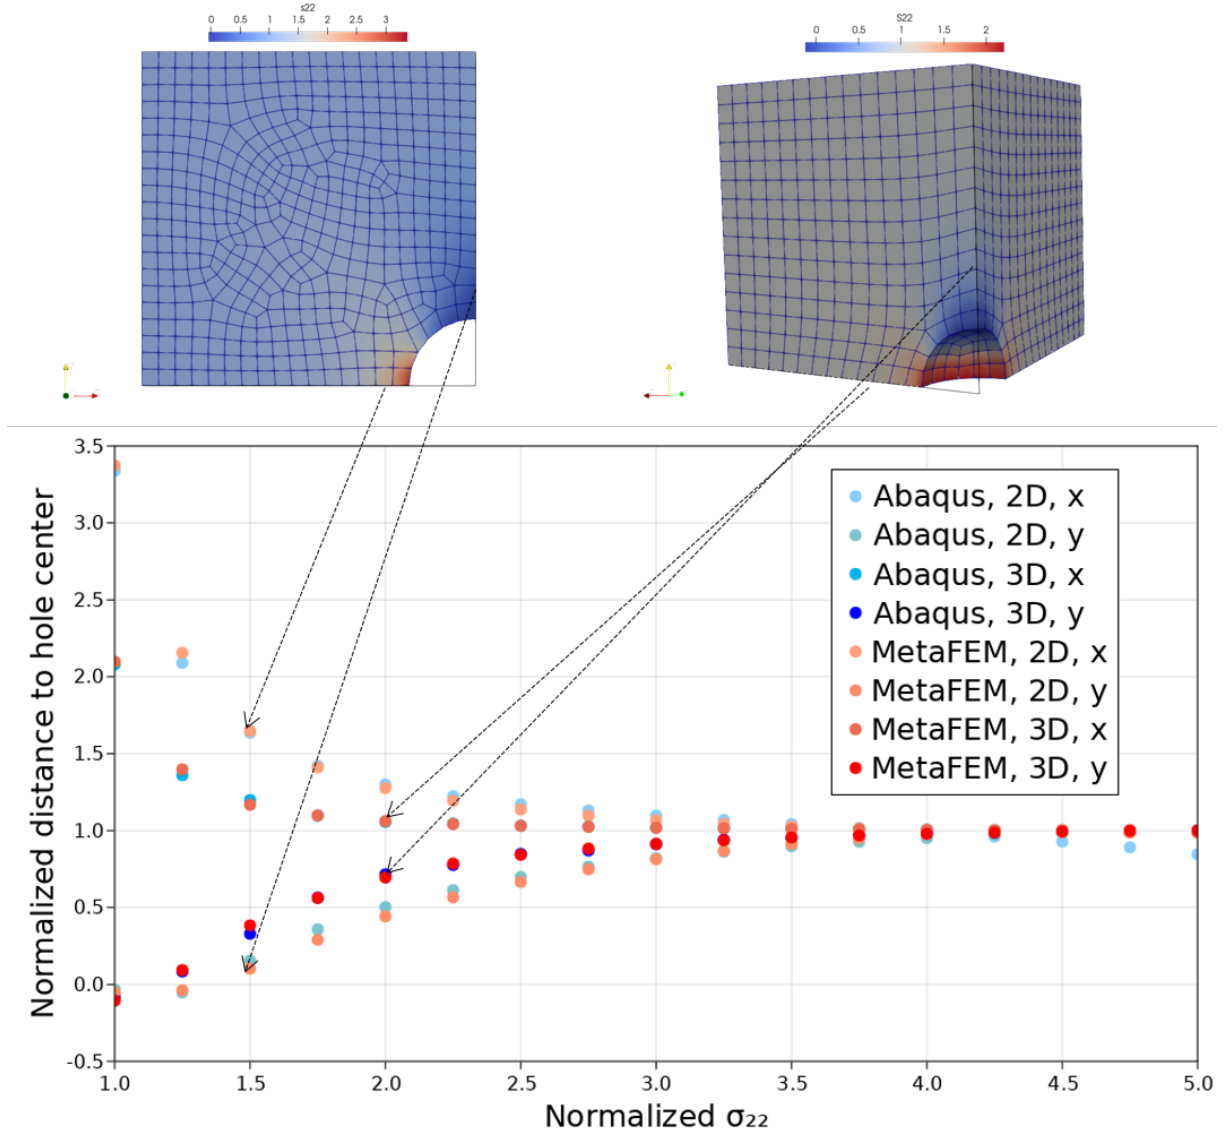 s22
0 0.5 1 1.5 2 2.5 3
S22
0 0.5 1 1.5 2
3.5
3.0
2.5
2.0
1.5
1.0
0.5
0.0
-0.5
Normalized distance to hole center
Abaqus, 2D, x
Abaqus, 2D, y
Abaqus, 3D, x
Abaqus, 3D, y
MetaFEM, 2D, x
MetaFEM, 2D, y
MetaFEM, 3D, x
MetaFEM, 3D, y
1.0 1.5 2.0 2.5 3.0 3.5 4.0 4.5 5.0
Normalized σ₂₂